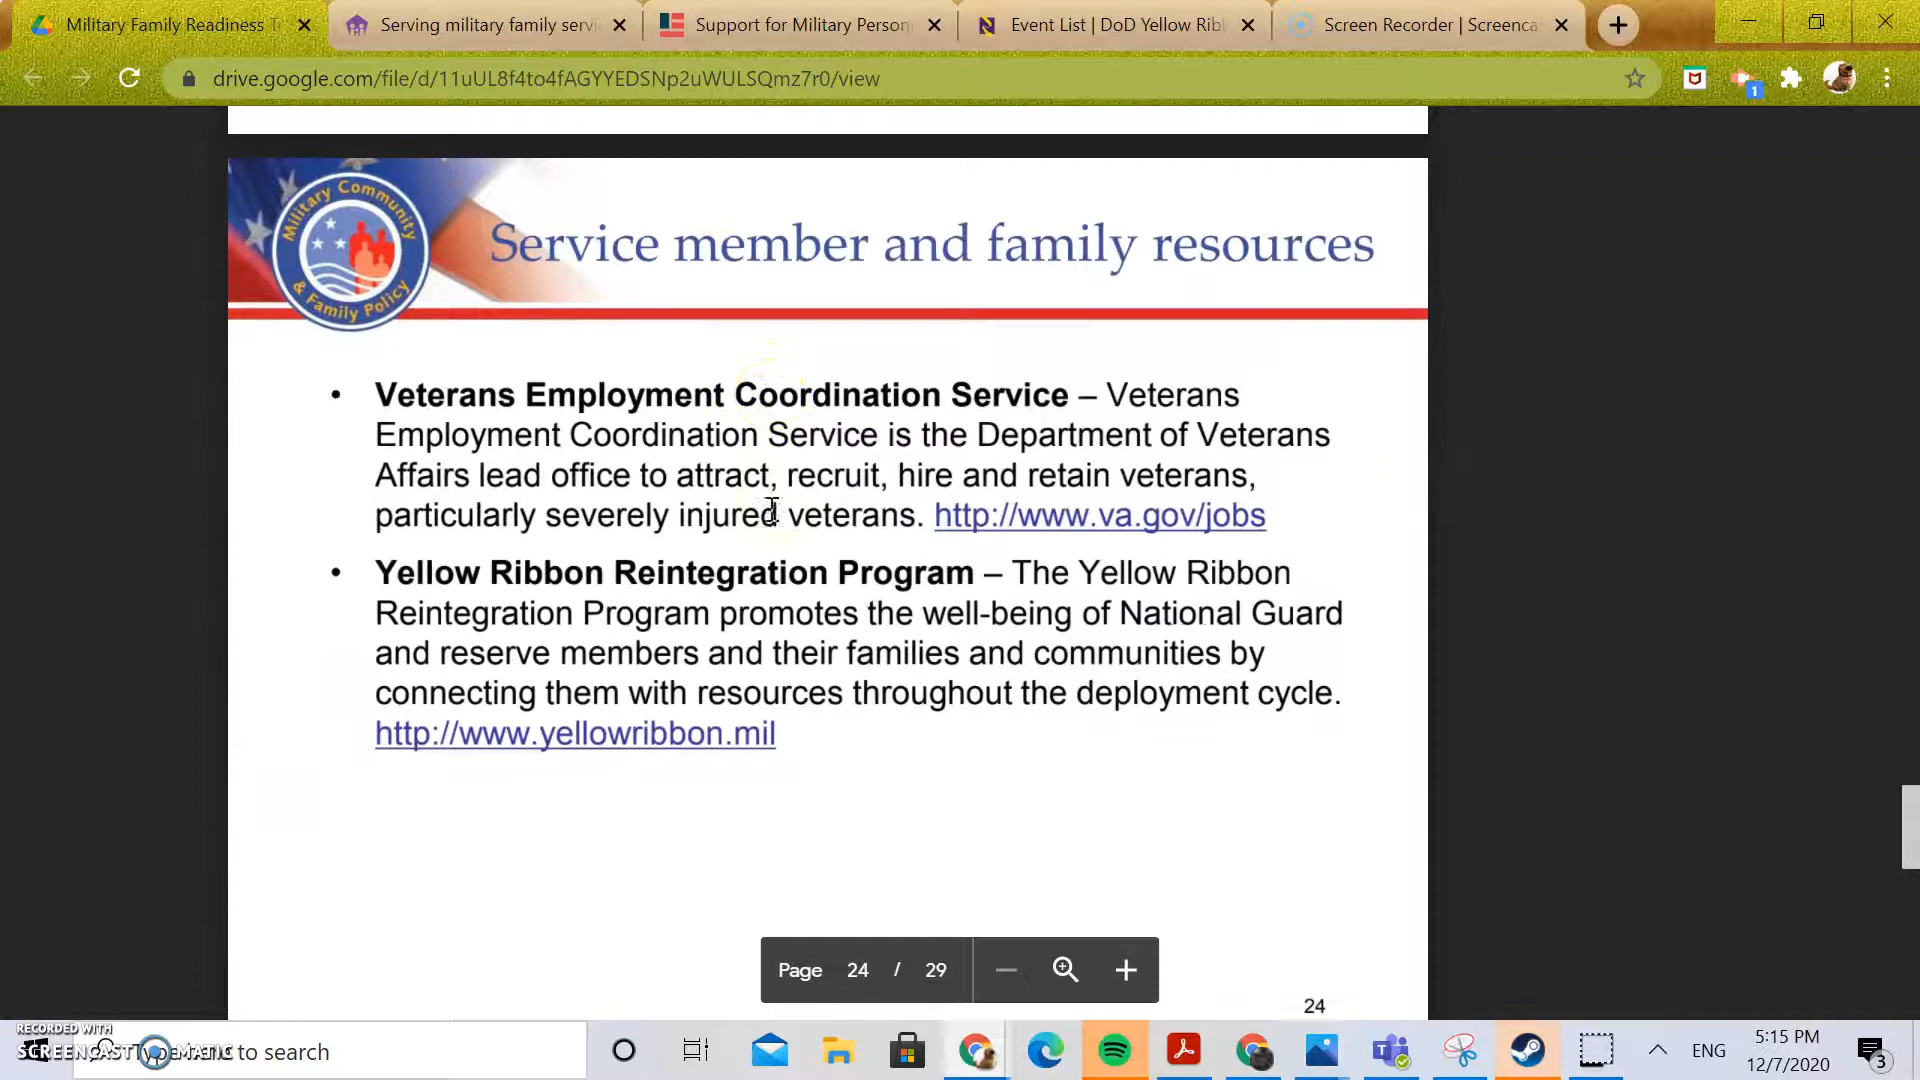 Military Family Readiness T
Serving military family servi
Support for Military Person
Event List | DoD Yellow Rib
Screen Recorder | Screenca
drive.google.com/file/d/11uUL8f4to4fAGYYEDSNp2uWULSQmz7r0/view
1
Military Community
& Family Policy
Service member and family resources
• Veterans Employment Coordination Service – Veterans
Employment Coordination Service is the Department of Veterans
Affairs lead office to attract, recruit, hire and retain veterans,
particularly severely injured veterans. http://www.va.gov/jobs
• Yellow Ribbon Reintegration Program – The Yellow Ribbon
Reintegration Program promotes the well-being of National Guard
and reserve members and their families and communities by
connecting them with resources throughout the deployment cycle.
http://www.yellowribbon.mil
Page 24 / 29
24
RECORDED WITH
SCREENCAST MATIC
Type here to search
ENG
5:15 PM
12/7/2020
3